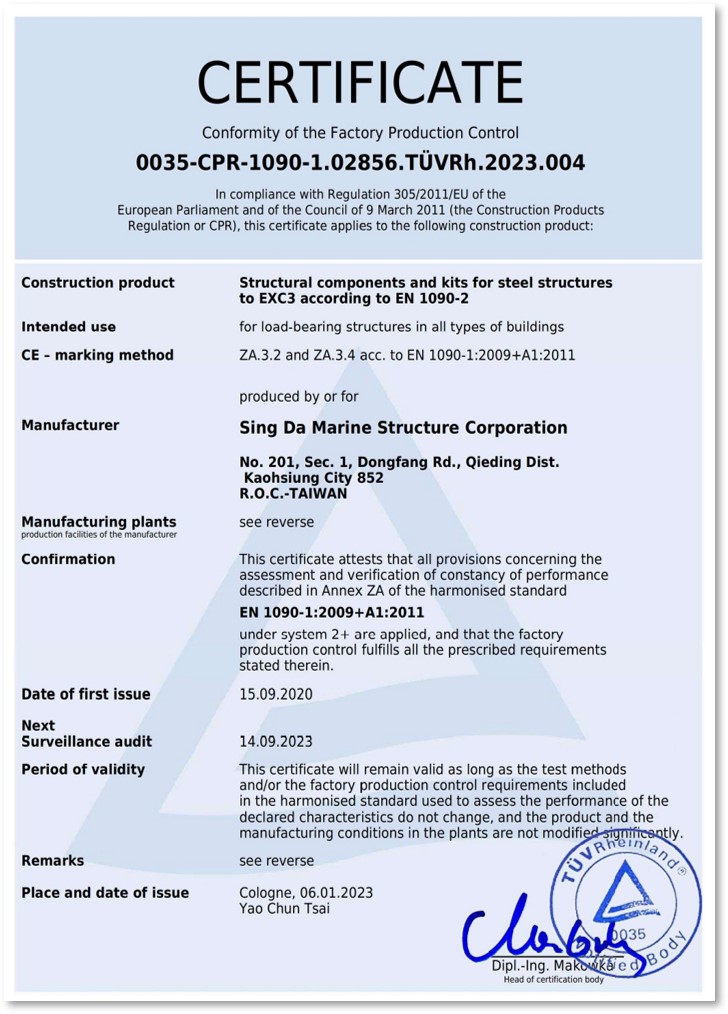 CERTIFICATE
Conformity of the Factory Production Control
0035-CPR-1090-1.02856.TÜVRh.2023.004
In compliance with Regulation 305/2011/EU of the
European Parliament and of the Council of 9 March 2011 (the Construction Products
Regulation or CPR), this certificate applies to the following construction product:
Construction product
Structural components and kits for steel structures
to EXC3 according to EN 1090-2
Intended use
for load-bearing structures in all types of buildings
CE – marking method
ZA.3.2 and ZA.3.4 acc. to EN 1090-1:2009+A1:2011
produced by or for
Manufacturer
Sing Da Marine Structure Corporation
No. 201, Sec. 1, Dongfang Rd., Qieding Dist.
Kaohsiung City 852
R.O.C.-TAIWAN
Manufacturing plants
production facilities of the manufacturer
see reverse
Confirmation
This certificate attests that all provisions concerning the
assessment and verification of constancy of performance
described in Annex ZA of the harmonised standard
EN 1090-1:2009+A1:2011
under system 2+ are applied, and that the factory
production control fulfills all the prescribed requirements
stated therein.
Date of first issue
15.09.2020
Next
Surveillance audit
14.09.2023
Period of validity
This certificate will remain valid as long as the test methods
and/or the factory production control requirements included
in the harmonised standard used to assess the performance of the
declared characteristics do not change, and the product and the
manufacturing conditions in the plants are not modified significantly.
Remarks
see reverse
Place and date of issue
Cologne, 06.01.2023
Yao Chun Tsai
TÜVRheinland®
0035
Notified Body
Dipl.-Ing. Makowka
Head of certification body